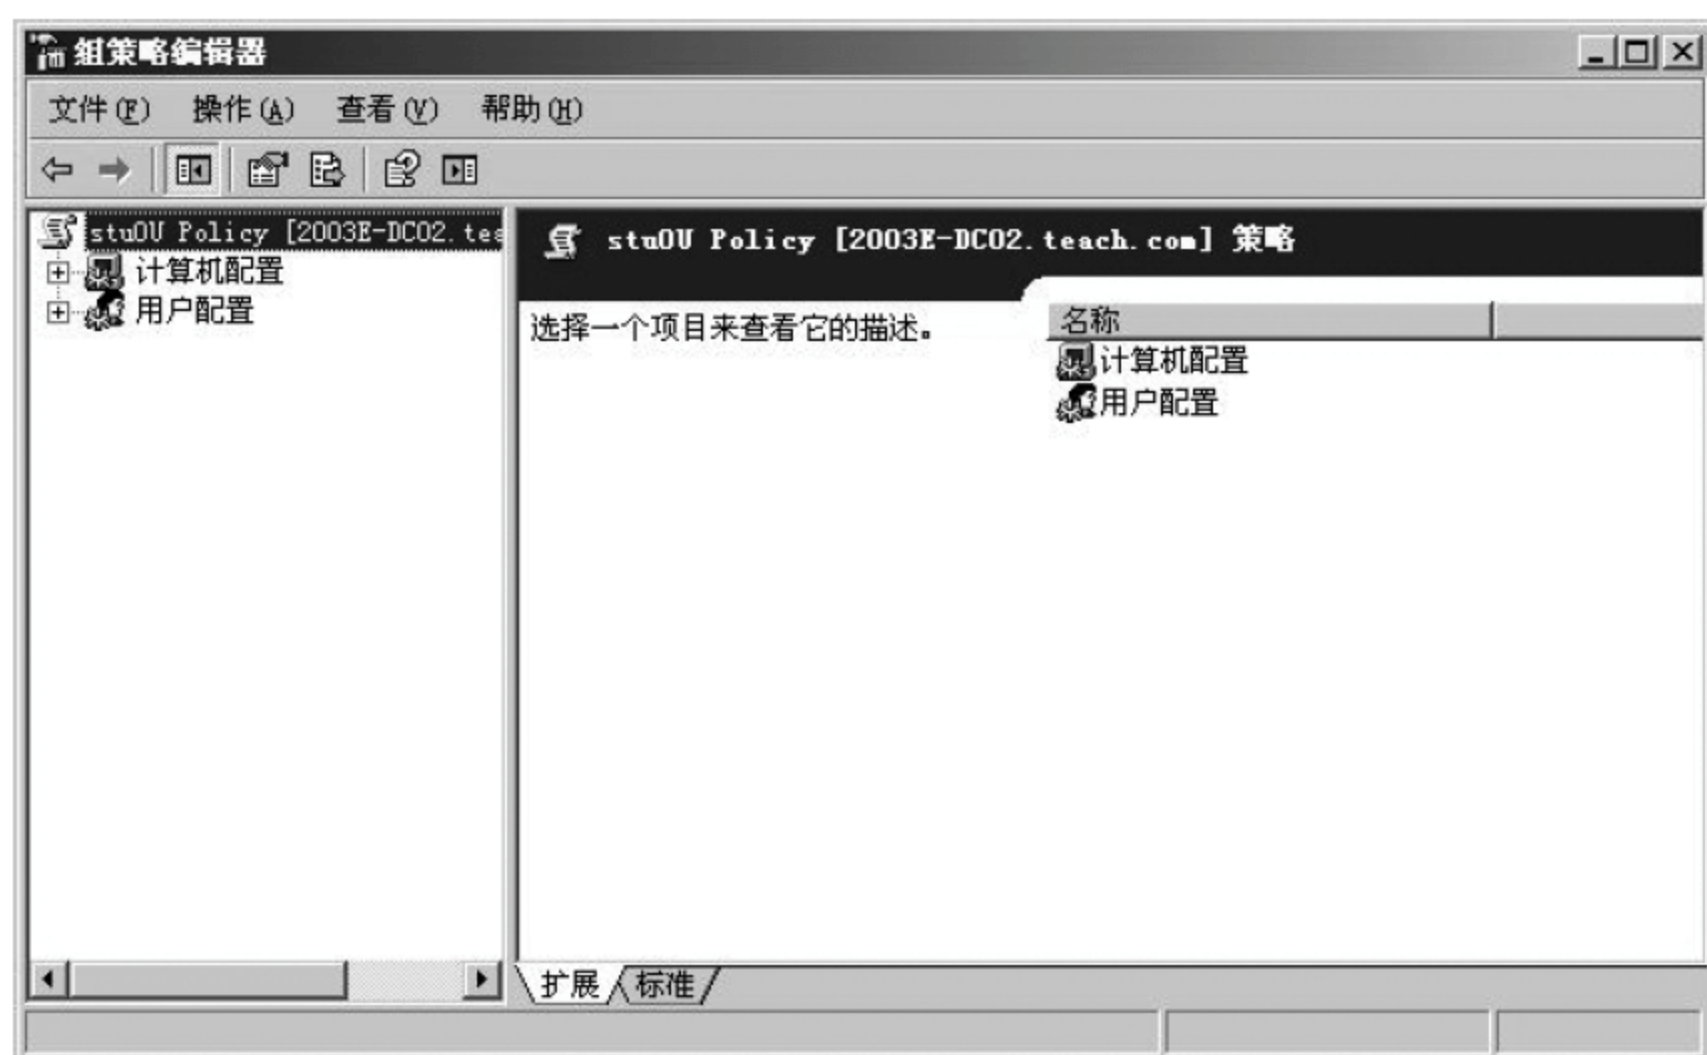 组策略编辑器
文件(F) 操作(A) 查看(V) 帮助(H)
stuOU Policy [2003E-DC02.tea
计算机配置
用户配置
stuOU Policy [2003E-DC02.teach.com] 策略
选择一个项目来查看它的描述。
名称
计算机配置
用户配置
扩展 标准